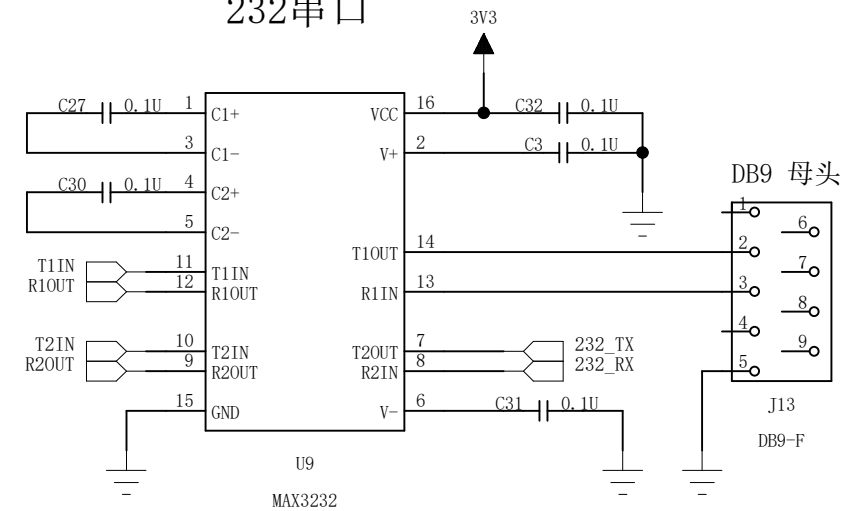 232串口
3V3
C27 0.1U 1 C1+ VCC 16 C32 0.1U
3 C1- V+ 2 C3 0.1U
C30 0.1U 4 C2+
5 C2-
DB9 母头
1
6
T1OUT 14 2
T1IN 11 T1IN 7
R1OUT 12 R1OUT R1IN 13 3
8
4
T2IN 10 T2IN T2OUT 7 232_TX 9
R2OUT 9 R2OUT R2IN 8 232_RX 5
15 GND V- 6 C31 0.1U
J13
DB9-F
U9
MAX3232